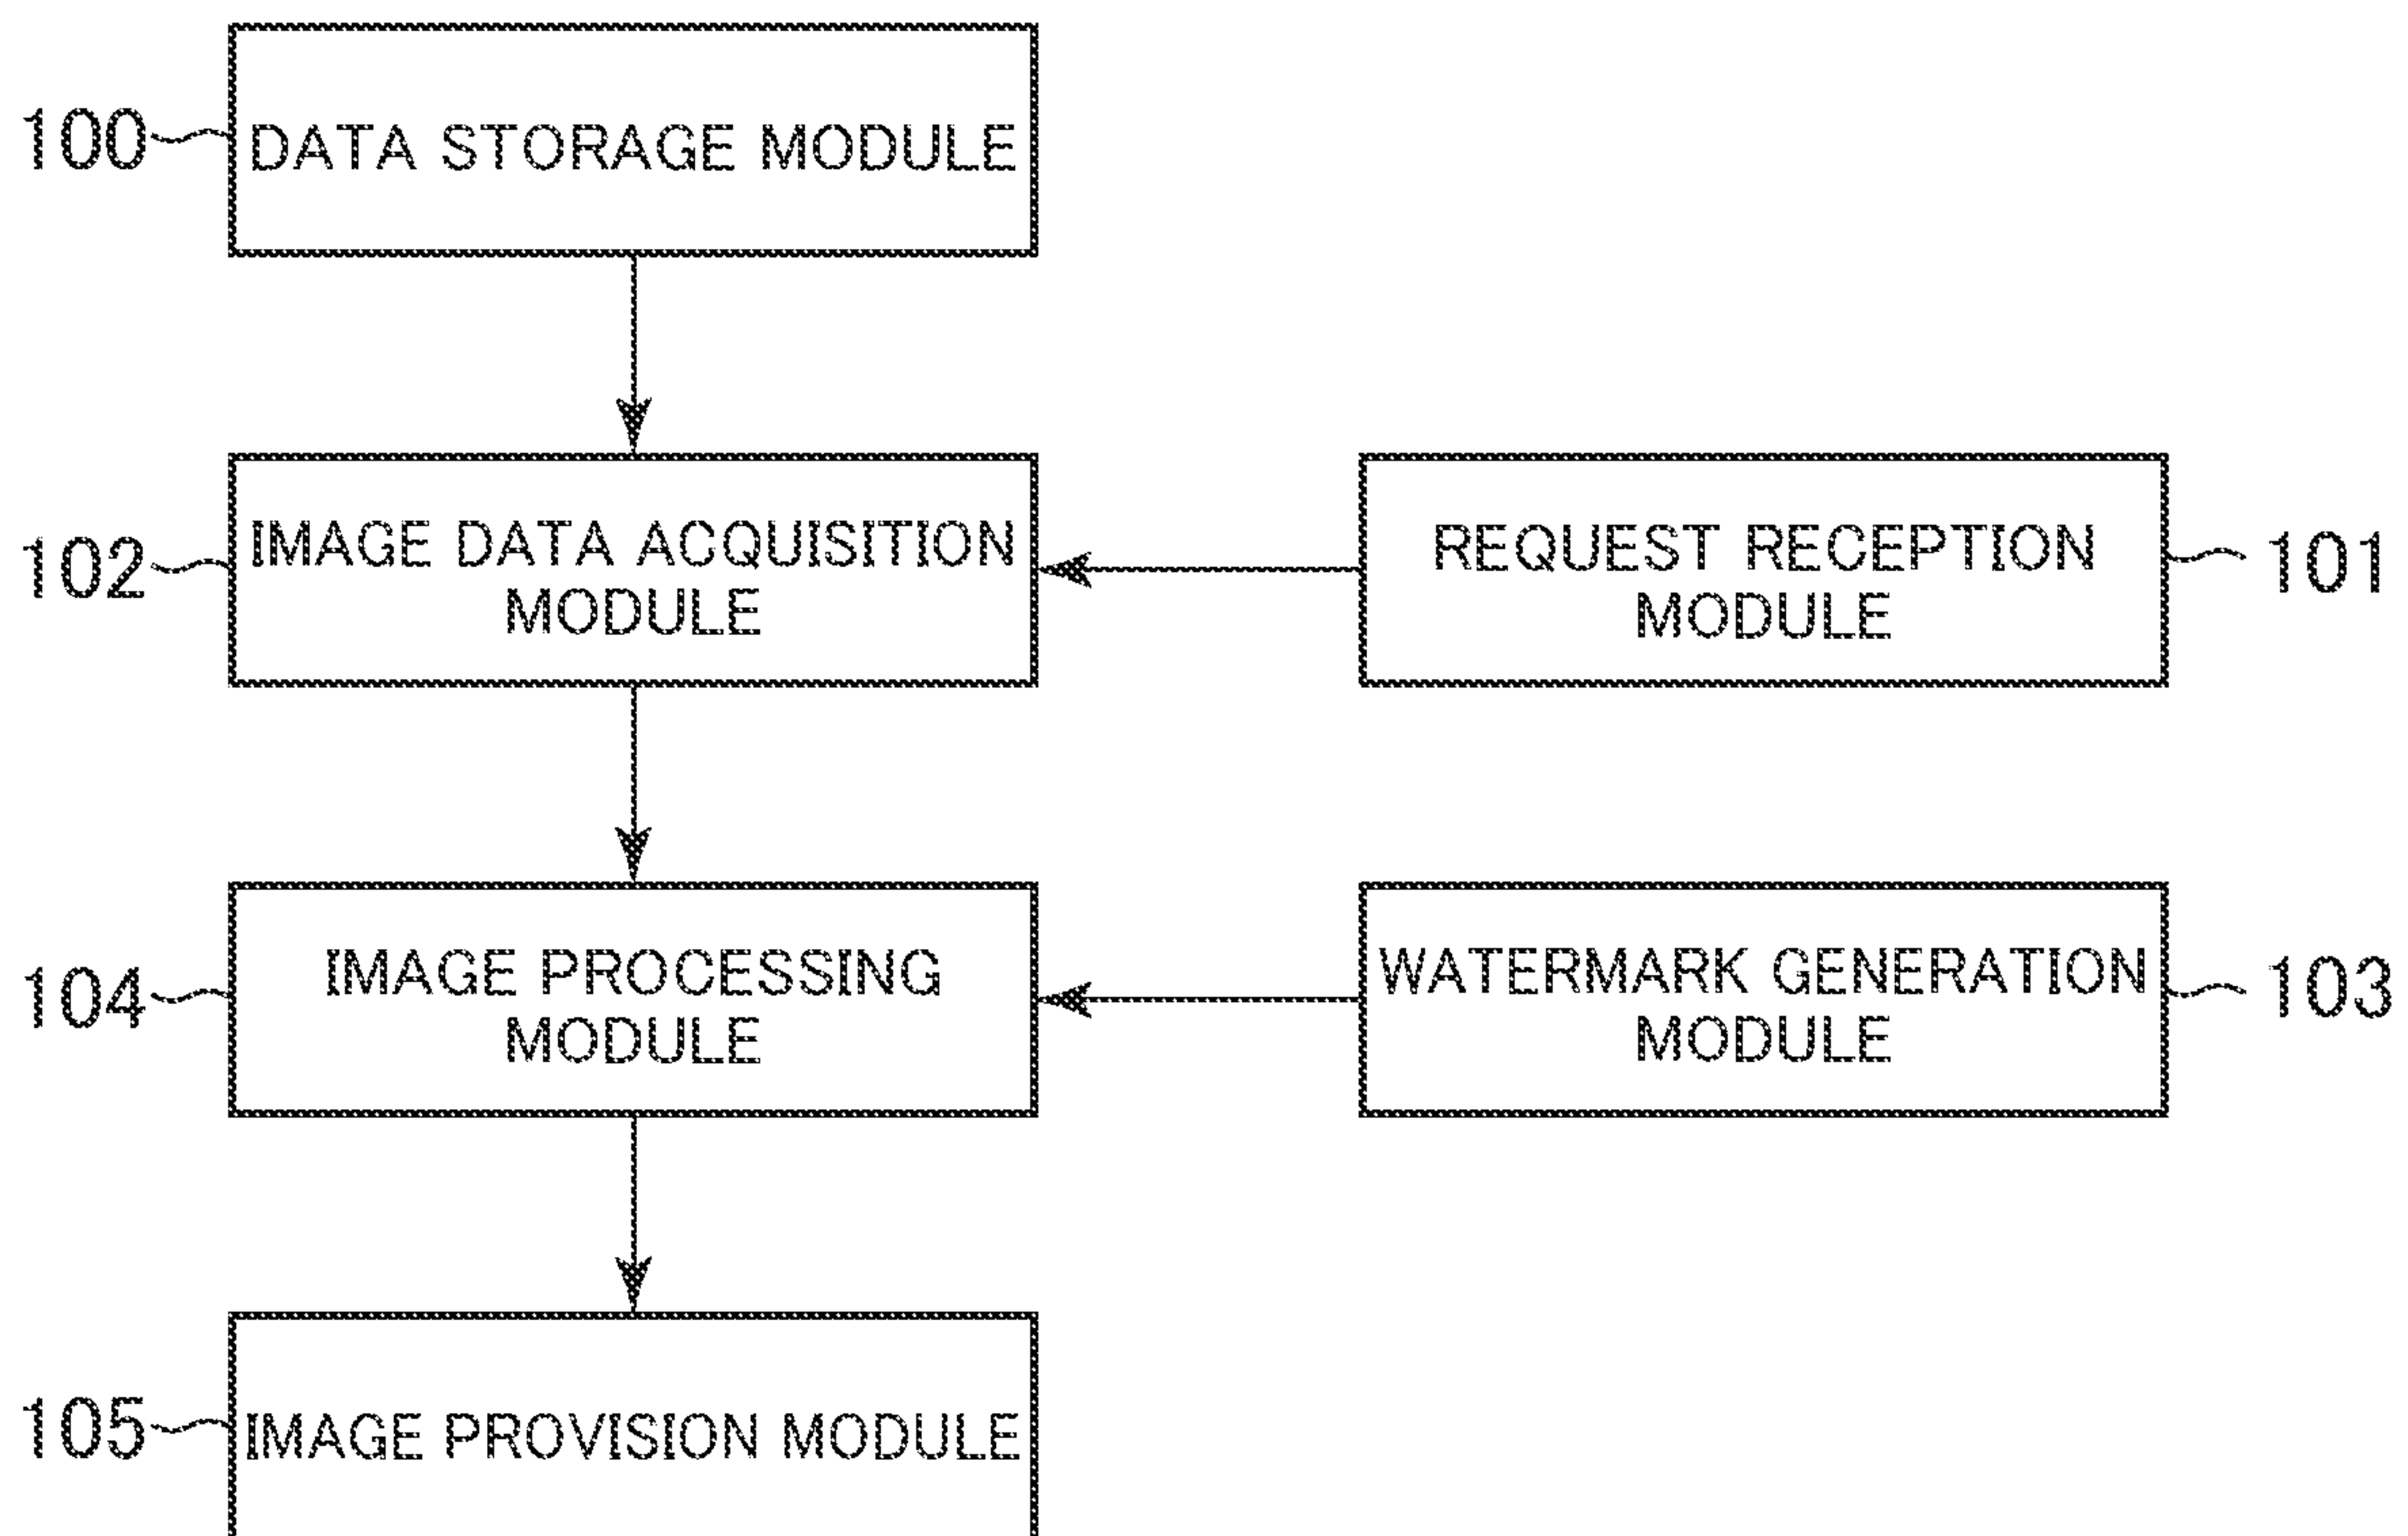 100
DATA STORAGE MODULE
102
IMAGE DATA ACQUISITION
MODULE
REQUEST RECEPTION
MODULE
101
104
IMAGE PROCESSING
MODULE
WATERMARK GENERATION
MODULE
103
105
IMAGE PROVISION MODULE